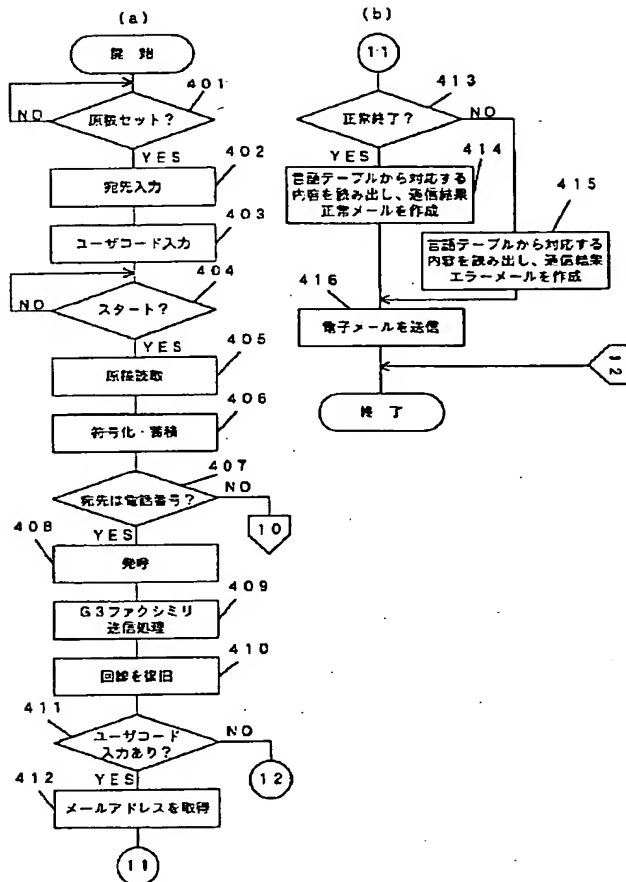 (a)
開 始
401
原稿セット?
NO
YES
402
宛先入力
403
ユーザコード入力
404
スタート?
NO
YES
405
原稿読取
406
符号化・蓄積
407
宛先は電話番号?
NO
10
YES
408
発呼
409
G3ファクシミリ
送信処理
410
回線を復旧
411
ユーザコード
入力あり?
NO
12
YES
412
メールアドレスを取得
11
(b)
11
413
正常終了?
NO
YES
414
言語テーブルから対応する
内容を読み出し、通信結果
正常メールを作成
415
言語テーブルから対応する
内容を読み出し、通信結果
エラーメールを作成
416
電子メールを送信
12
終 了